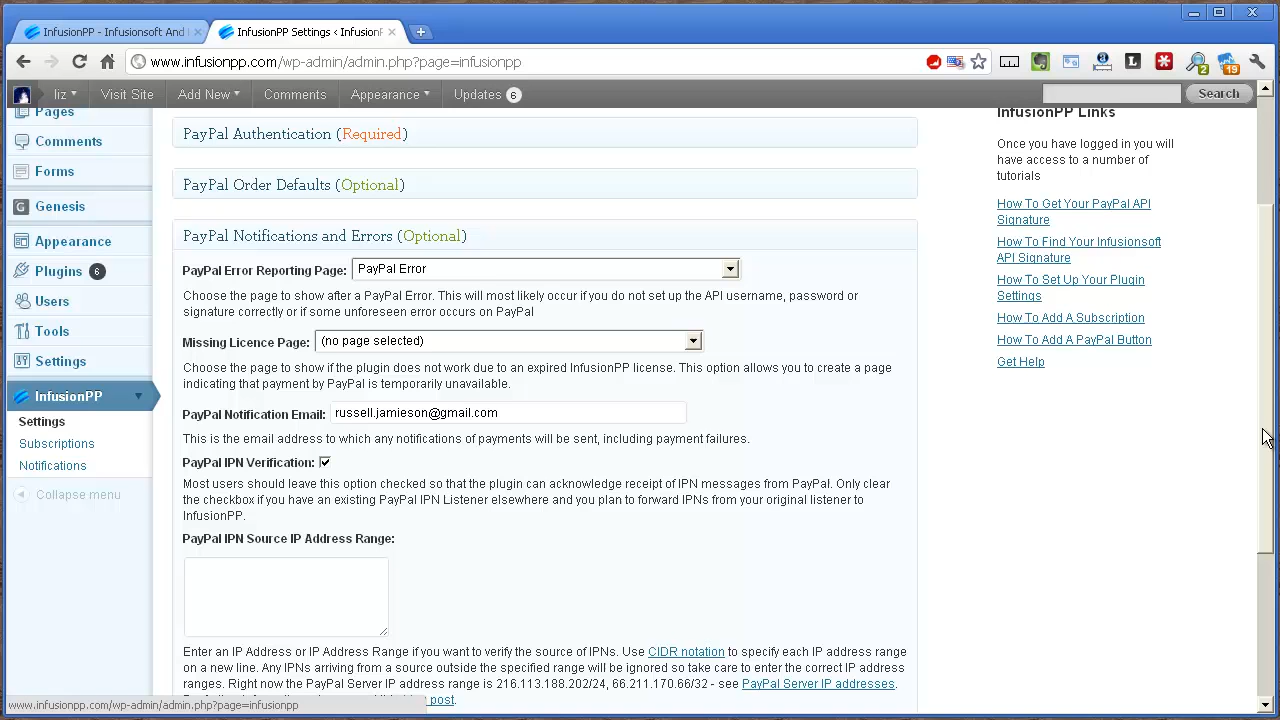 InfusionPP - Infusionsoft And
InfusionPP Settings ‹ Infusion
www.infusionpp.com/wp-admin/admin.php?page=infusionpp
2
19
liz
Visit Site
Add New
Comments
Appearance
Updates 6
Search
Pages
Comments
Forms
Genesis
Appearance
Plugins 6
Users
Tools
Settings
InfusionPP
Settings
Subscriptions
Notifications
Collapse menu
PayPal Authentication (Required)
PayPal Order Defaults (Optional)
PayPal Notifications and Errors (Optional)
PayPal Error Reporting Page: PayPal Error
Choose the page to show after a PayPal Error. This will most likely occur if you do not set up the API username, password or
signature correctly or if some unforeseen error occurs on PayPal
Missing Licence Page: (no page selected)
Choose the page to show if the plugin does not work due to an expired InfusionPP license. This option allows you to create a page
indicating that payment by PayPal is temporarily unavailable.
PayPal Notification Email: russell.jamieson@gmail.com
This is the email address to which any notifications of payments will be sent, including payment failures.
PayPal IPN Verification:
Most users should leave this option checked so that the plugin can acknowledge receipt of IPN messages from PayPal. Only clear
the checkbox if you have an existing PayPal IPN Listener elsewhere and you plan to forward IPNs from your original listener to
InfusionPP.
PayPal IPN Source IP Address Range:
Enter an IP Address or IP Address Range if you want to verify the source of IPNs. Use CIDR notation to specify each IP address range
on a new line. Any IPNs arriving from a source outside the specified range will be ignored so take care to enter the correct IP address
ranges. Right now the PayPal Server IP address range is 216.113.188.202/24, 66.211.170.66/32 - see PayPal Server IP addresses.
post.
InfusionPP Links
Once you have logged in you will
have access to a number of
tutorials
How To Get Your PayPal API
Signature
How To Find Your Infusionsoft
API Signature
How To Set Up Your Plugin
Settings
How To Add A Subscription
How To Add A PayPal Button
Get Help
www.infusionpp.com/wp-admin/admin.php?page=infusionpp